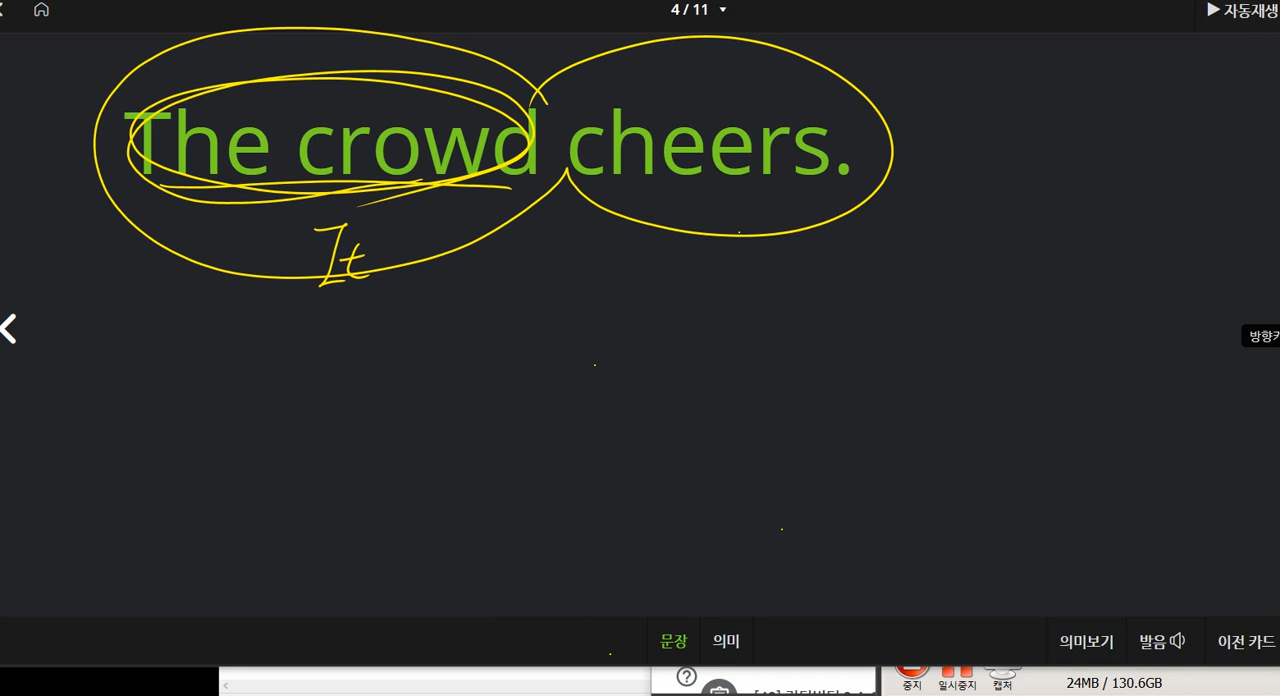 4 / 11
▶ 자동재생
The crowd cheers.
It
방향키
문장 의미 의미보기 발음 이전 카드
중지 일시중지 캡처 24MB / 130.6GB